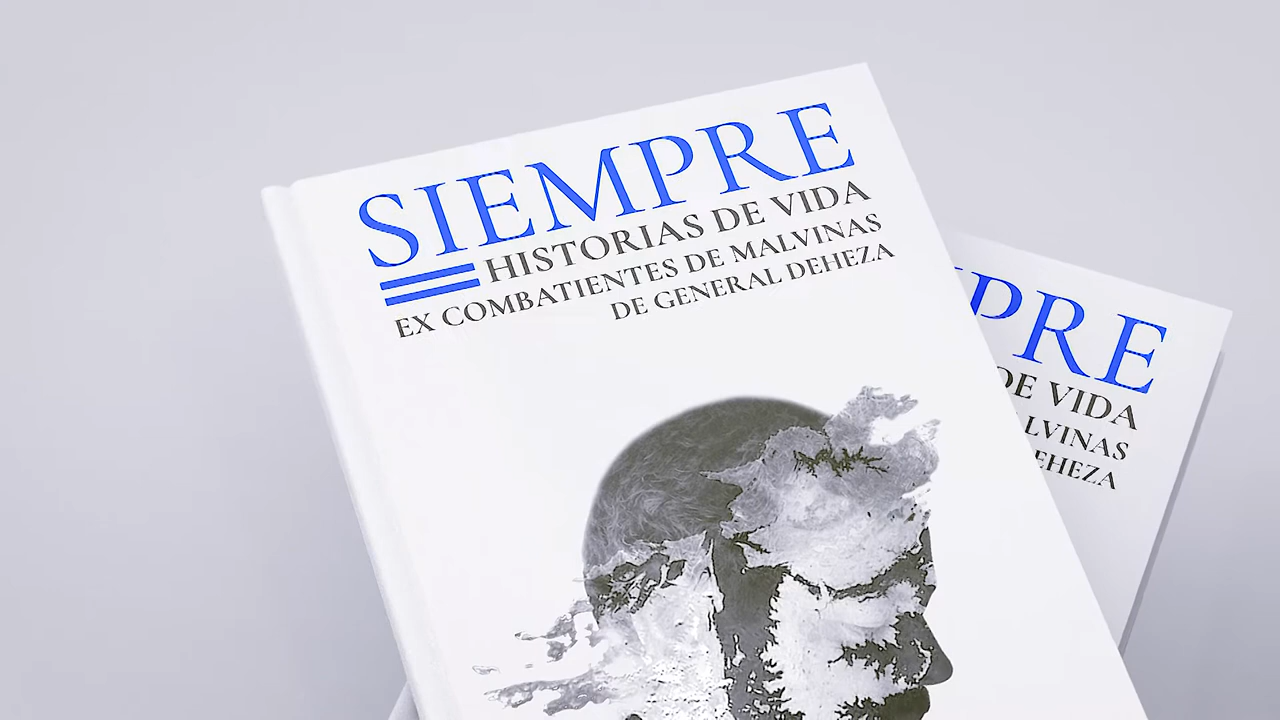 SIEMPRE
HISTORIAS DE VIDA
EX COMBATIENTES DE MALVINAS
DE GENERAL DEHEZA
PRE
DE VIDA
LVINAS
EHEZA